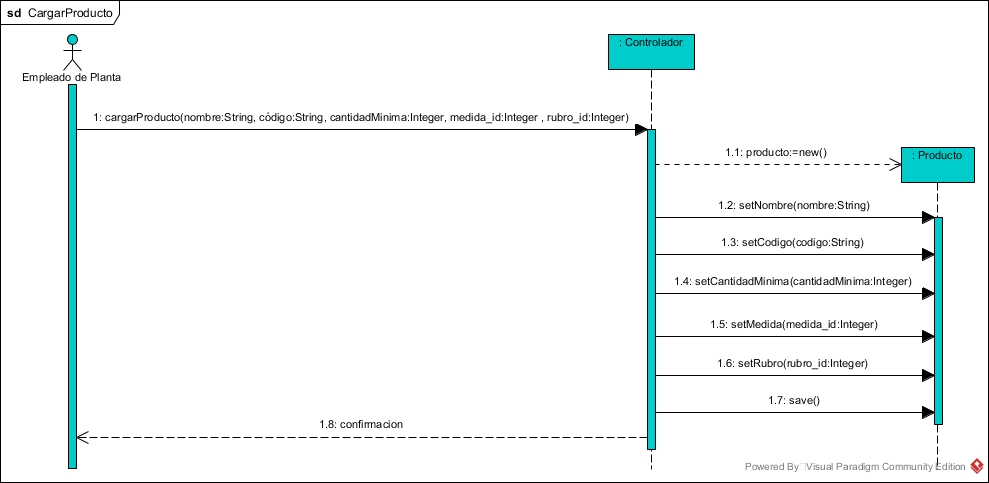 sd CargarProducto
Empleado de Planta
: Controlador
1: cargarProducto(nombre:String, código:String, cantidadMinima:Integer, medida_id:Integer , rubro_id:Integer)
1.1: producto:=new()
: Producto
1.2: setNombre(nombre:String)
1.3: setCodigo(codigo:String)
1.4: setCantidadMinima(cantidadMinima:Integer)
1.5: setMedida(medida_id:Integer)
1.6: setRubro(rubro_id:Integer)
1.7: save()
1.8: confirmacion
Powered By Visual Paradigm Community Edition